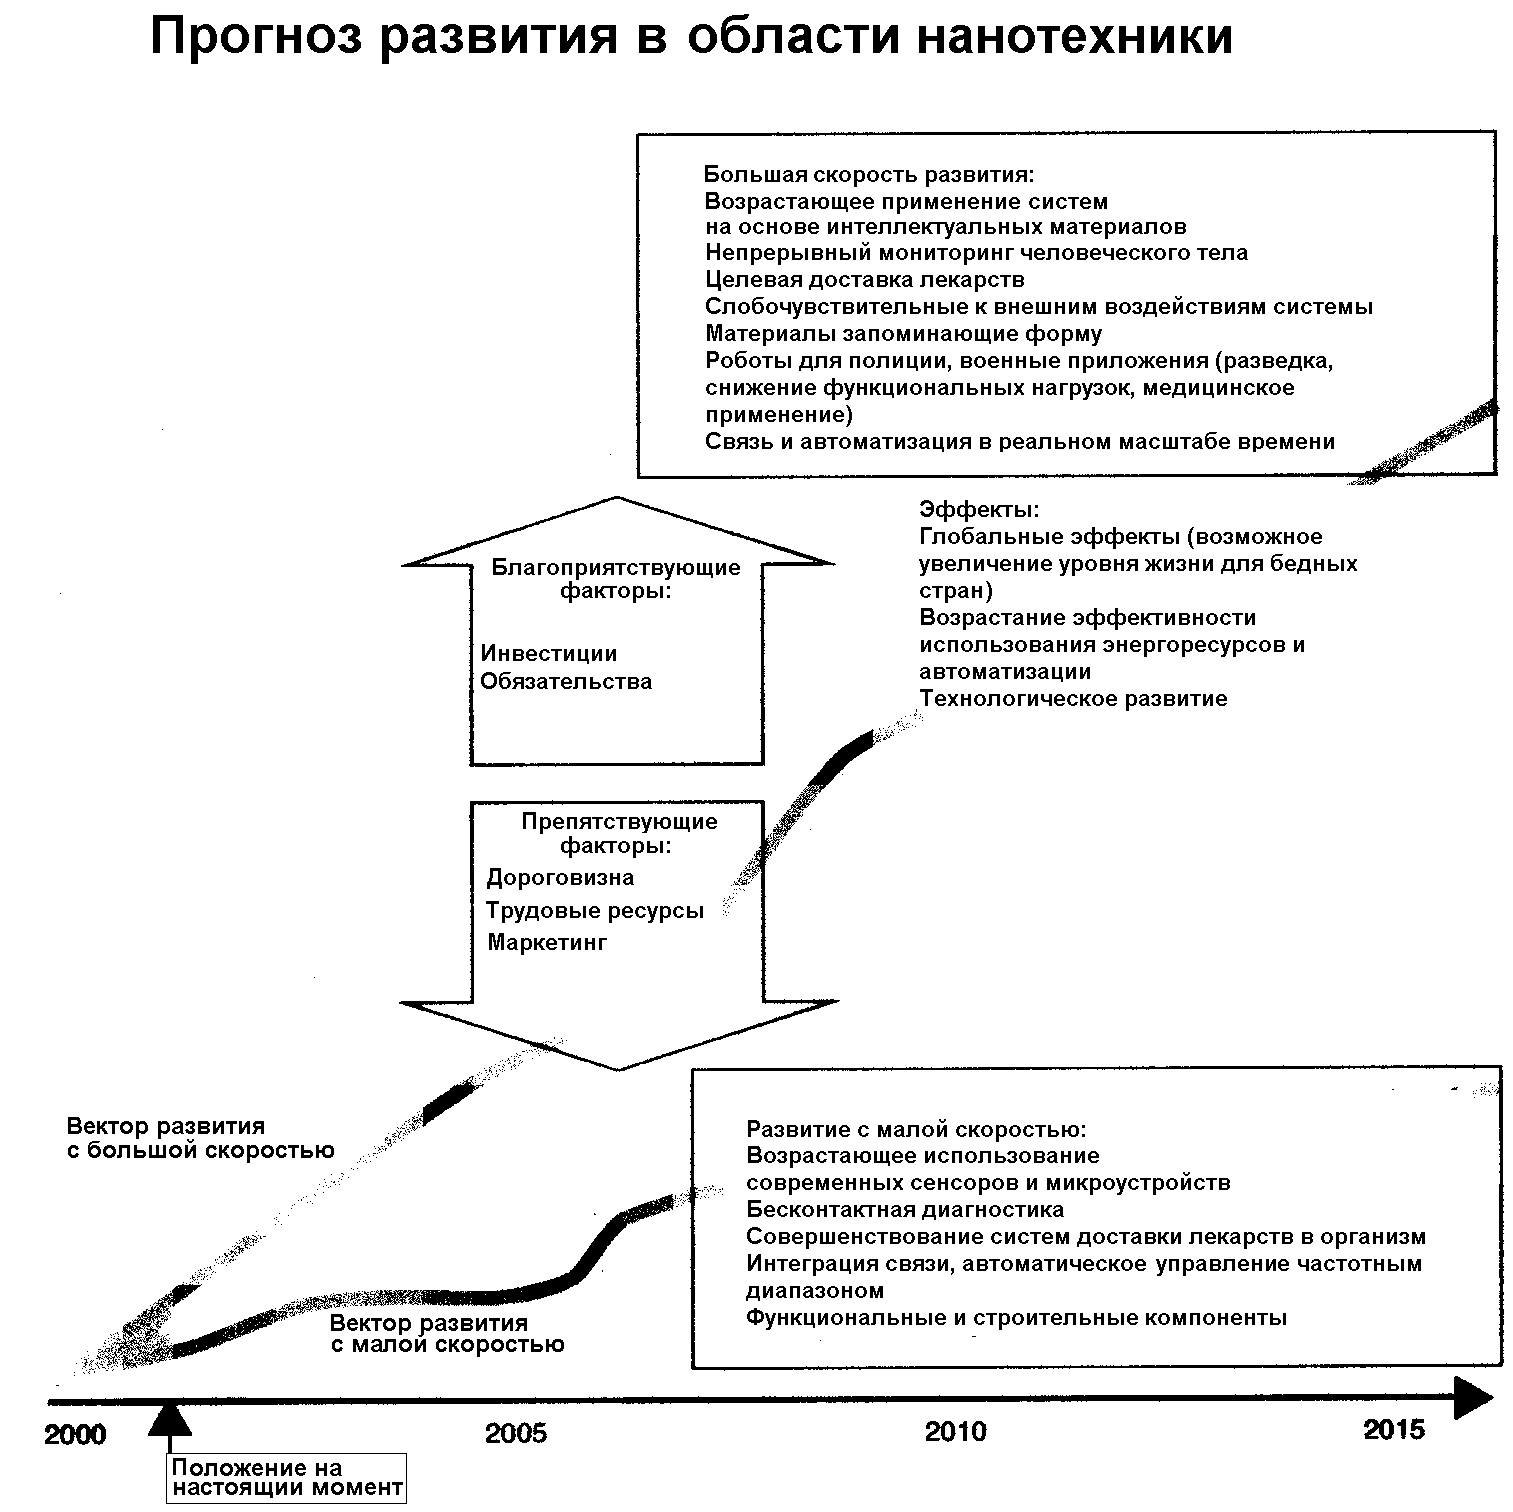 Прогноз развития в области нанотехники
Большая скорость развития:
Возрастающее применение систем
на основе интеллектуальных материалов
Непрерывный мониторинг человеческого тела
Целевая доставка лекарств
Слобочувствительные к внешним воздействиям системы
Материалы запоминающие форму
Роботы для полиции, военные приложения (разведка,
снижение функциональных нагрузок, медицинское
применение)
Связь и автоматизация в реальном масштабе времени
Эффекты:
Глобальные эффекты (возможное
увеличение уровня жизни для бедных
стран)
Возрастание эффективности
использования энергоресурсов и
автоматизации
Технологическое развитие
Благоприятствующие
факторы:
Инвестиции
Обязательства
Препятствующие
факторы:
Дороговизна
Трудовые ресурсы
Маркетинг
Вектор развития
с большой скоростью
Развитие с малой скоростью:
Возрастающее использование
современных сенсоров и микроустройств
Бесконтактная диагностика
Совершенствование систем доставки лекарств в организм
Интеграция связи, автоматическое управление частотным
диапазоном
Функциональные и строительные компоненты
Вектор развития
с малой скоростью
2000
2005
2010
2015
Положение на
настоящии момент